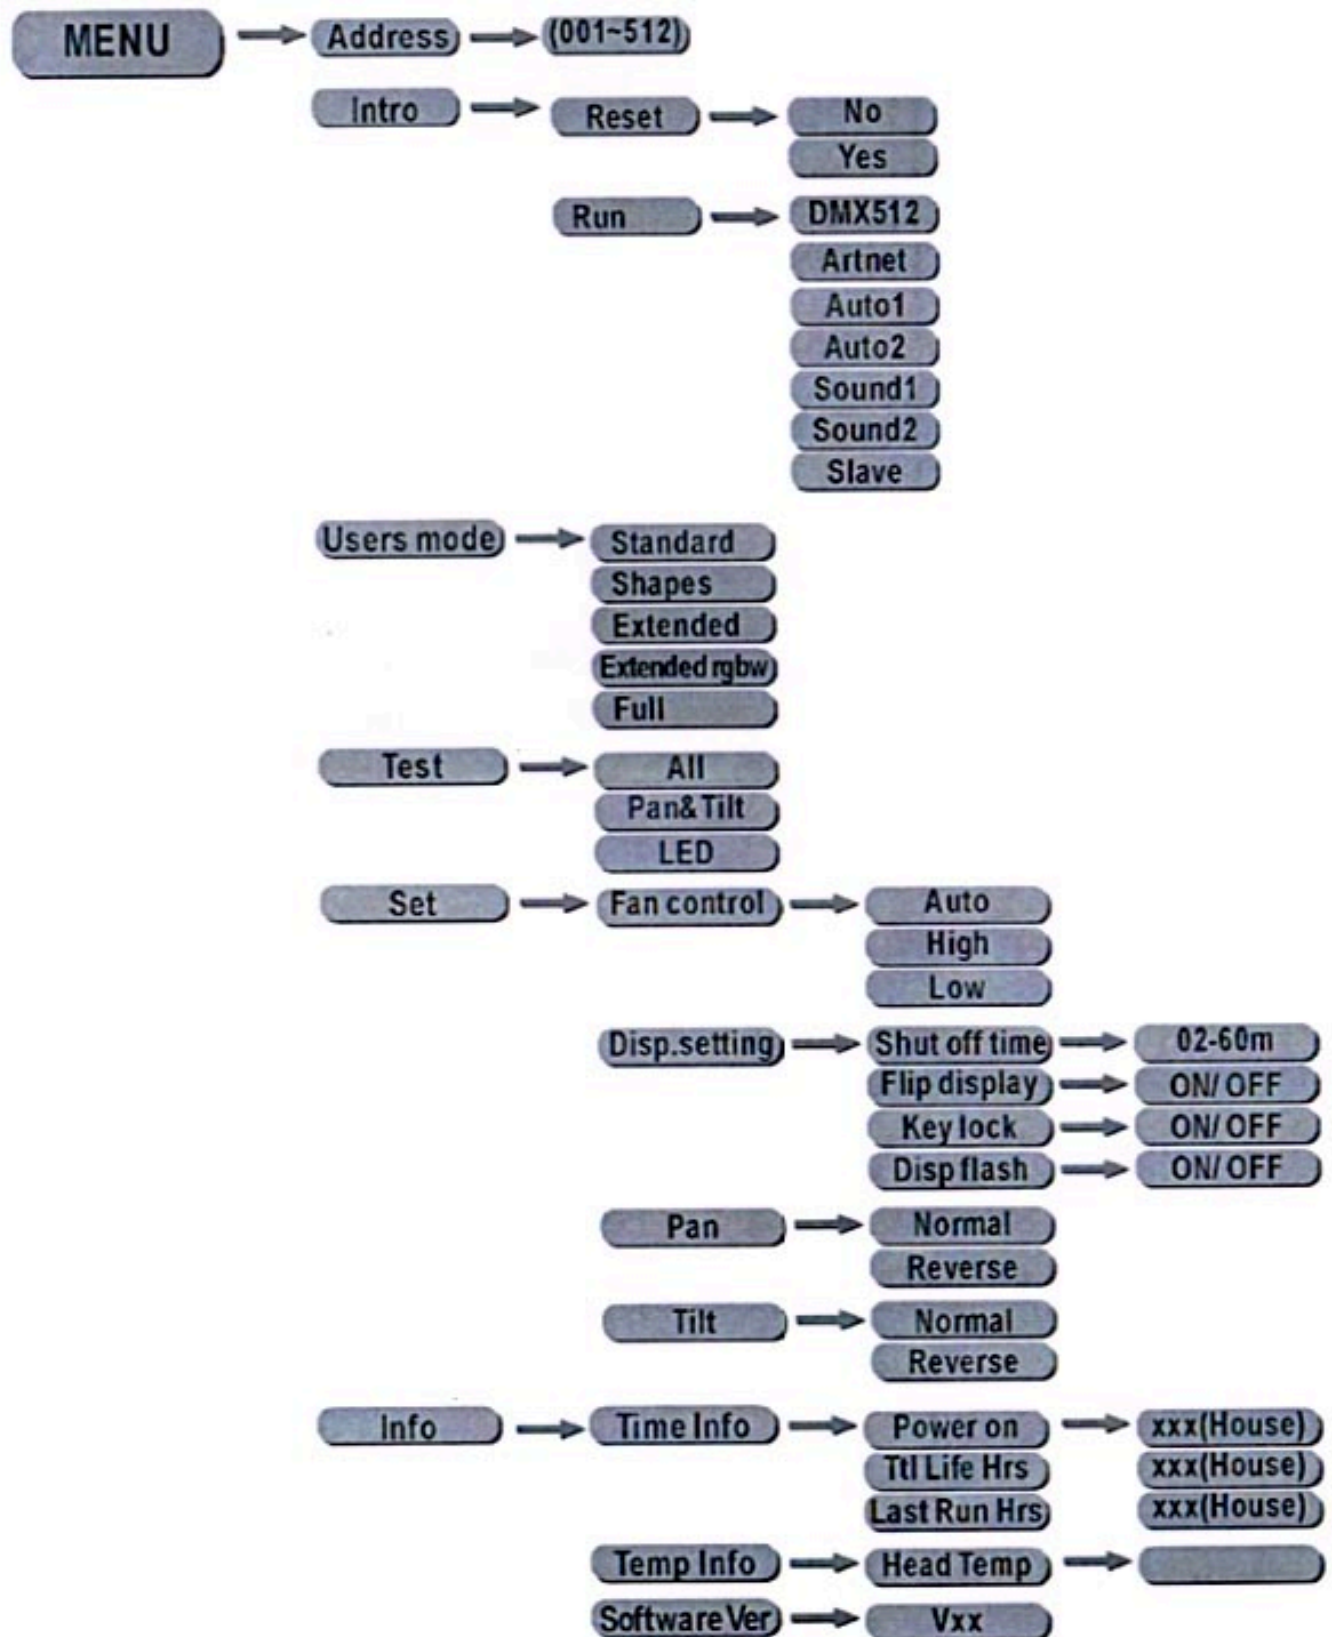 MENU Address (001~512)
Intro Reset No
Yes
Run DMX512
Artnet
Auto1
Auto2
Sound1
Sound2
Slave
Users mode Standard
Shapes
Extended
Extended rgbw
Full
Test All
Pan&Tilt
LED
Set Fan control Auto
High
Low
Disp.setting Shut off time 02-60m
Flip display ON/ OFF
Key lock ON/ OFF
Disp flash ON/ OFF
Pan Normal
Reverse
Tilt Normal
Reverse
Info Time Info Power on xxx(House)
Ttl Life Hrs xxx(House)
Last Run Hrs xxx(House)
Temp Info Head Temp
Software Ver Vxx